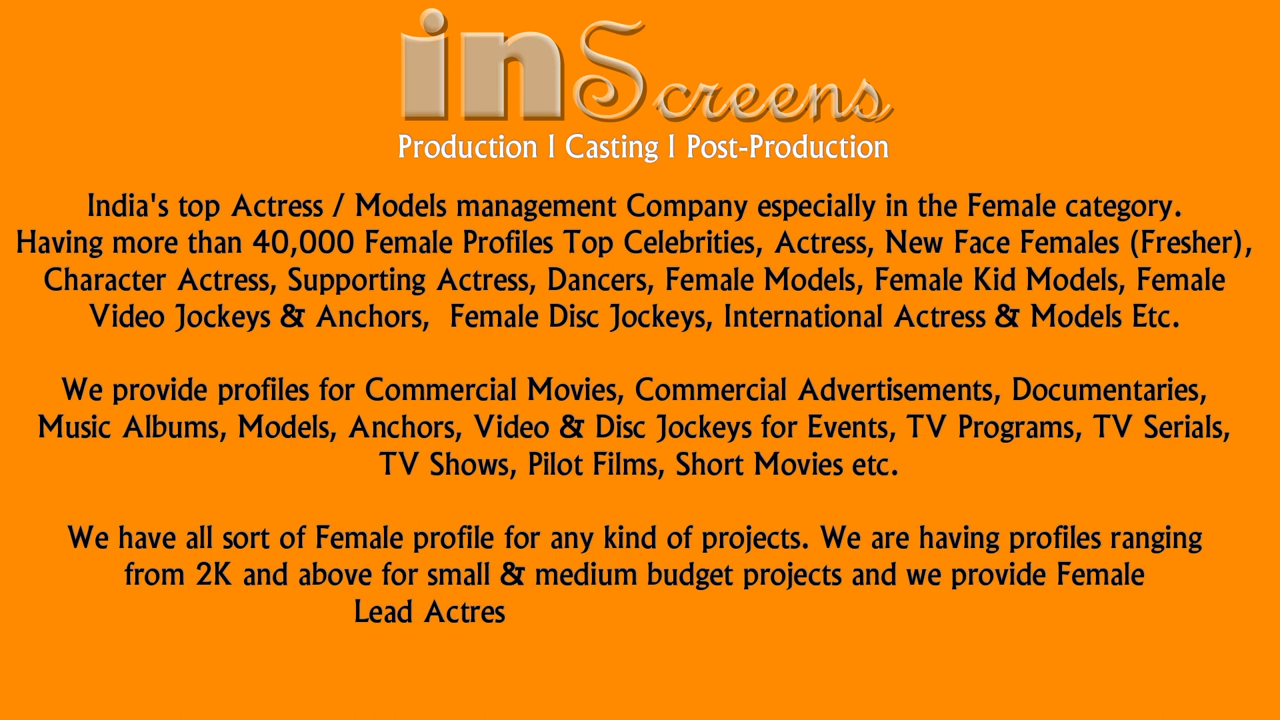 inScreens
Production | Casting | Post-Production
India's top Actress / Models management Company especially in the Female category.
Having more than 40,000 Female Profiles Top Celebrities, Actress, New Face Females (Fresher),
Character Actress, Supporting Actress, Dancers, Female Models, Female Kid Models, Female
Video Jockeys & Anchors, Female Disc Jockeys, International Actress & Models Etc.
We provide profiles for Commercial Movies, Commercial Advertisements, Documentaries,
Music Albums, Models, Anchors, Video & Disc Jockeys for Events, TV Programs, TV Serials,
TV Shows, Pilot Films, Short Movies etc.
We have all sort of Female profile for any kind of projects. We are having profiles ranging
from 2K and above for small & medium budget projects and we provide Female
Lead Actres